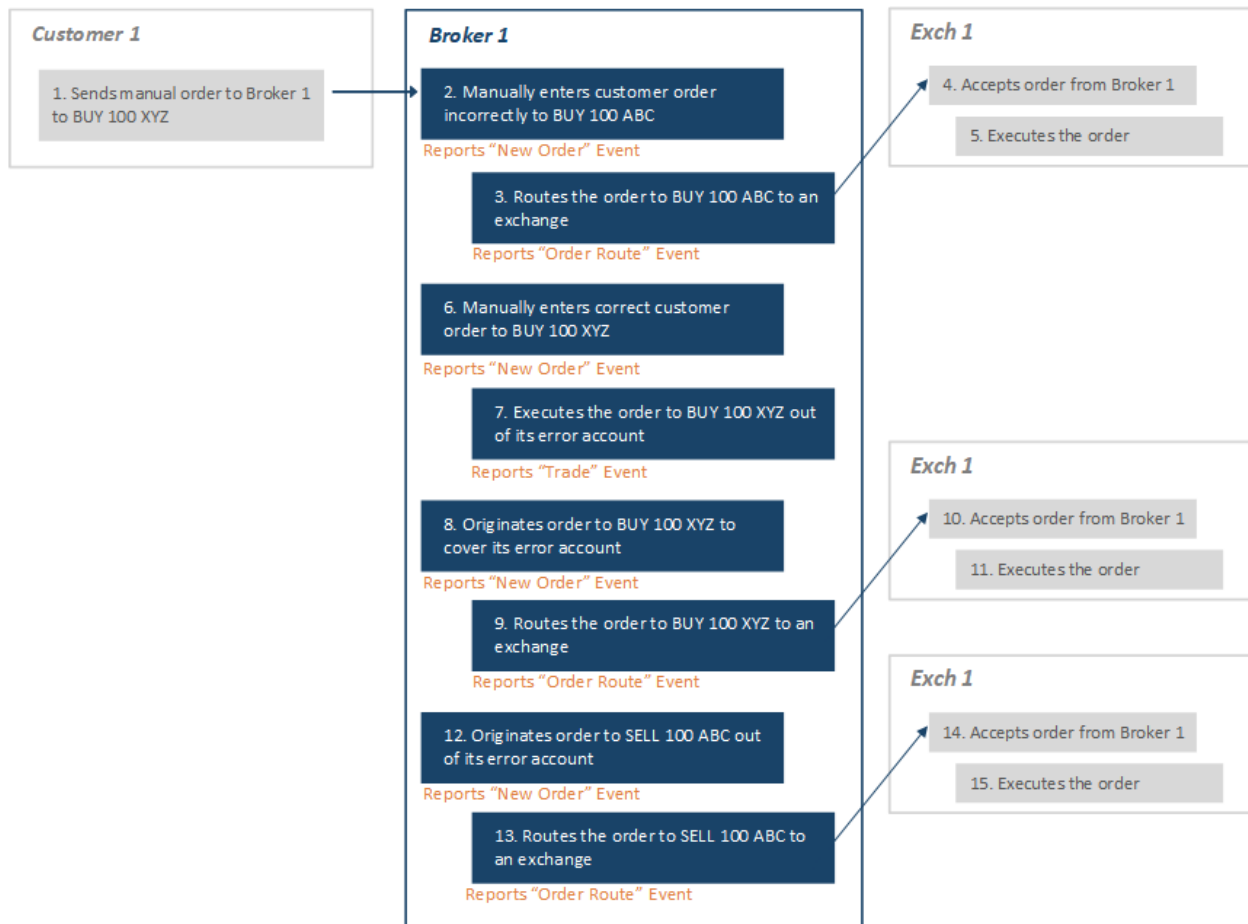 Customer 1
1. Sends manual order to Broker 1
to BUY 100 XYZ
Broker 1
2. Manually enters customer order
incorrectly to BUY 100 ABC
Reports “New Order” Event
3. Routes the order to BUY 100 ABC to an
exchange
Reports “Order Route” Event
Exch 1
4. Accepts order from Broker 1
5. Executes the order
6. Manually enters correct customer
order to BUY 100 XYZ
Reports “New Order” Event
7. Executes the order to BUY 100 XYZ out
of its error account
Reports “Trade” Event
8. Originates order to BUY 100 XYZ to
cover its error account
Reports “New Order” Event
9. Routes the order to BUY 100 XYZ to an
exchange
Reports “Order Route” Event
Exch 1
10. Accepts order from Broker 1
11. Executes the order
12. Originates order to SELL 100 ABC out
of its error account
Reports “New Order” Event
13. Routes the order to SELL 100 ABC to
an exchange
Reports “Order Route” Event
Exch 1
14. Accepts order from Broker 1
15. Executes the order